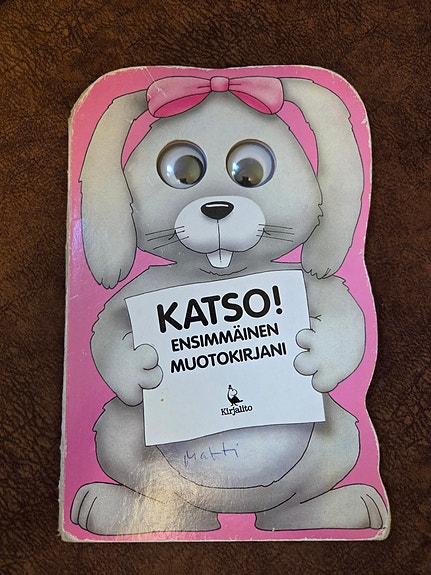 KATSO!
ENSIMMÄINEN
MUOTOKIRJANI
Kirjalito
Matti